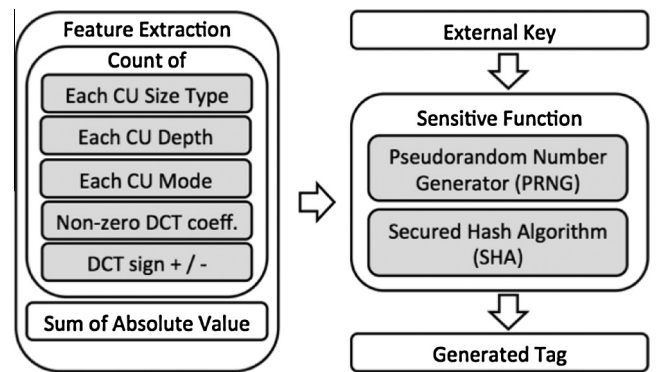 Feature Extraction
Count of
Each CU Size Type
Each CU Depth
Each CU Mode
Non-zero DCT coeff.
DCT sign + / -
Sum of Absolute Value
External Key
Sensitive Function
Pseudorandom Number
Generator (PRNG)
Secured Hash Algorithm
(SHA)
Generated Tag